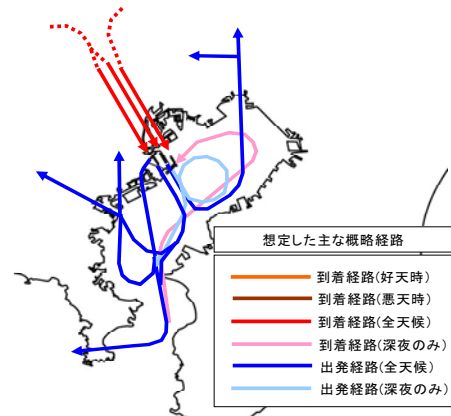 想定した主な概略経路
到着経路(好天時)
到着経路(悪天時)
到着経路(全天候)
到着経路(深夜のみ)
出発経路(全天候)
出発経路(深夜のみ)